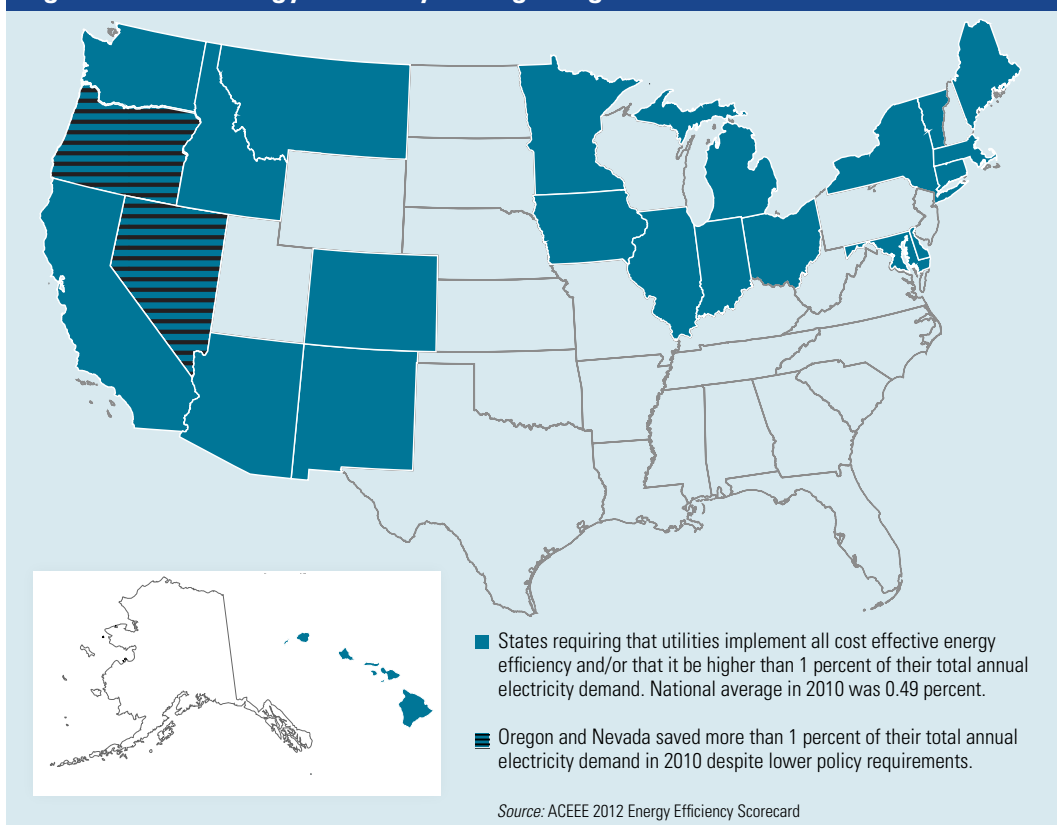 States requiring that utilities implement all cost effective energy
efficiency and/or that it be higher than 1 percent of their total annual
electricity demand. National average in 2010 was 0.49 percent.
Oregon and Nevada saved more than 1 percent of their total annual
electricity demand in 2010 despite lower policy requirements.
Source: ACEEE 2012 Energy Efficiency Scorecard